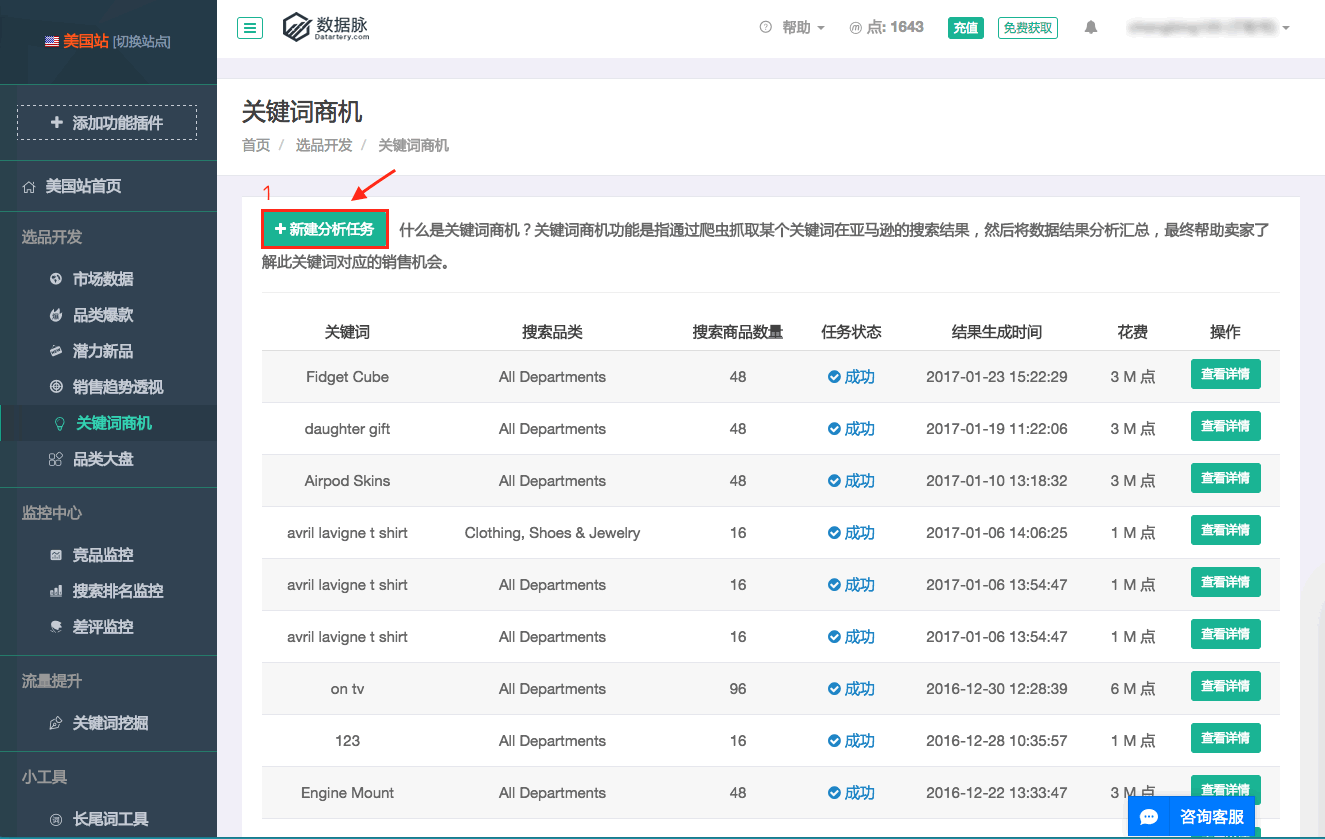 美国站 [切换站点]
数据脉
Datartery.com
帮助
点: 1643
充值
免费获取
添加功能插件
美国站首页
选品开发
市场数据
品类爆款
潜力新品
销售趋势透视
关键词商机
品类大盘
监控中心
竞品监控
搜索排名监控
差评监控
流量提升
关键词挖掘
小工具
长尾词工具
关键词商机
首页 / 选品开发 / 关键词商机
1
+ 新建分析任务 什么是关键词商机？关键词商机功能是指通过爬虫抓取某个关键词在亚马逊的搜索结果，然后将数据结果分析汇总，最终帮助卖家了
解此关键词对应的销售机会。
关键词 搜索品类 搜索商品数量 任务状态 结果生成时间 花费 操作
Fidget Cube All Departments 48 成功 2017-01-23 15:22:29 3 M 点 查看详情
daughter gift All Departments 48 成功 2017-01-19 11:22:06 3 M 点 查看详情
Airpod Skins All Departments 48 成功 2017-01-10 13:18:32 3 M 点 查看详情
avril lavigne t shirt Clothing, Shoes & Jewelry 16 成功 2017-01-06 14:06:25 1 M 点 查看详情
avril lavigne t shirt All Departments 16 成功 2017-01-06 13:54:47 1 M 点 查看详情
avril lavigne t shirt All Departments 16 成功 2017-01-06 13:54:47 1 M 点 查看详情
on tv All Departments 96 成功 2016-12-30 12:28:39 6 M 点 查看详情
123 All Departments 16 成功 2016-12-28 10:35:57 1 M 点 查看详情
Engine Mount All Departments 48 成功 2016-12-22 13:33:47 3 M 点 查看详情
咨询客服